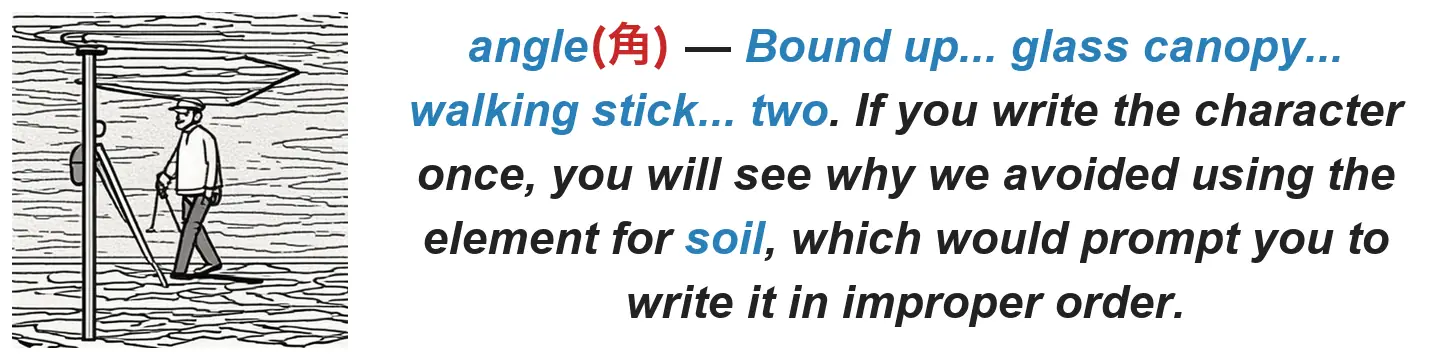 angle(角) — Bound up... glass canopy...
walking stick... two. If you write the character
once, you will see why we avoided using the
element for soil, which would prompt you to
write it in improper order.